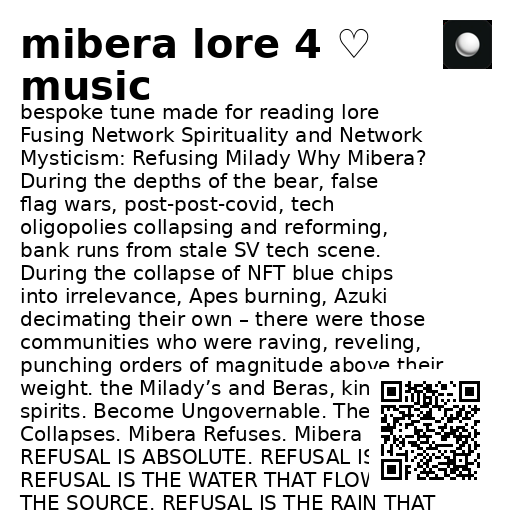 mibera lore 4 ♡
music
bespoke tune made for reading lore
Fusing Network Spirituality and Network
Mysticism: Refusing Milady Why Mibera?
During the depths of the bear, false
flag wars, post-post-covid, tech
oligopolies collapsing and reforming,
bank runs from stale SV tech scene.
During the collapse of NFT blue chips
into irrelevance, Apes burning, Azuki
decimating their own – there were those
communities who were raving, reveling,
punching orders of magnitude above their
weight. the Milady’s and Beras, kin
spirits. Become Ungovernable. The
Collapses. Mibera Refuses. Mibera
REFUSAL IS ABSOLUTE. REFUSAL IS
REFUSAL IS THE WATER THAT FLOW
THE SOURCE. REFUSAL IS THE RAIN THAT